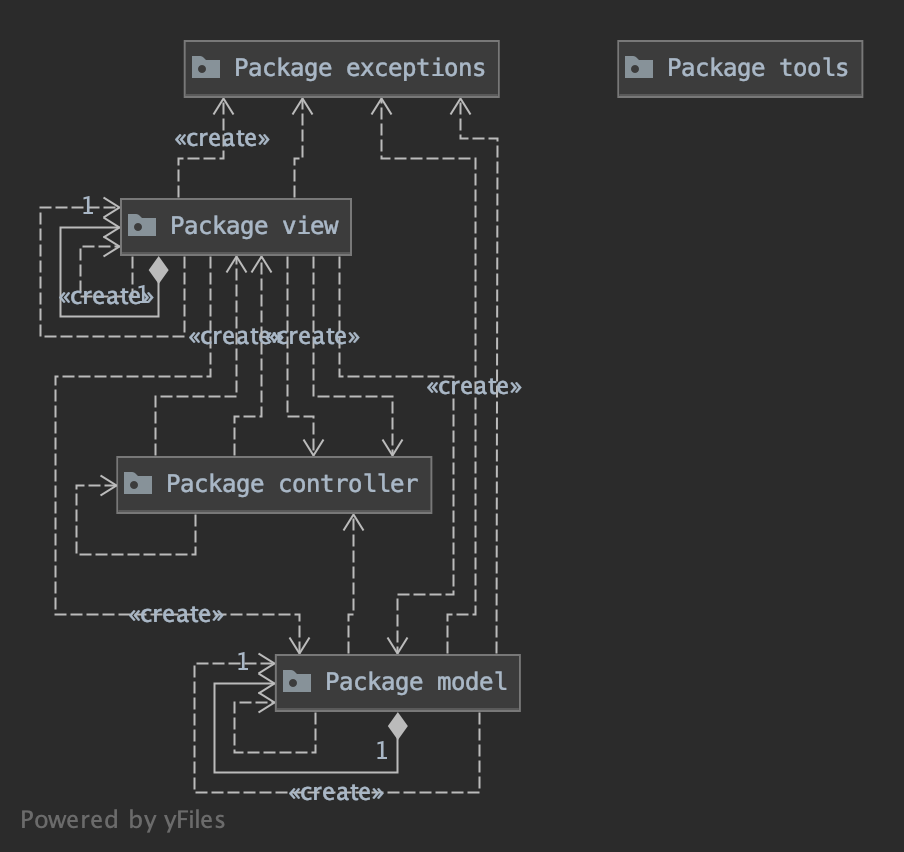 Package exceptions
Package tools
«create»
1
Package view
«create»
1
«create»
«create»
«create»
Package controller
«create»
1
Package model
1
«create»
Powered by yFiles